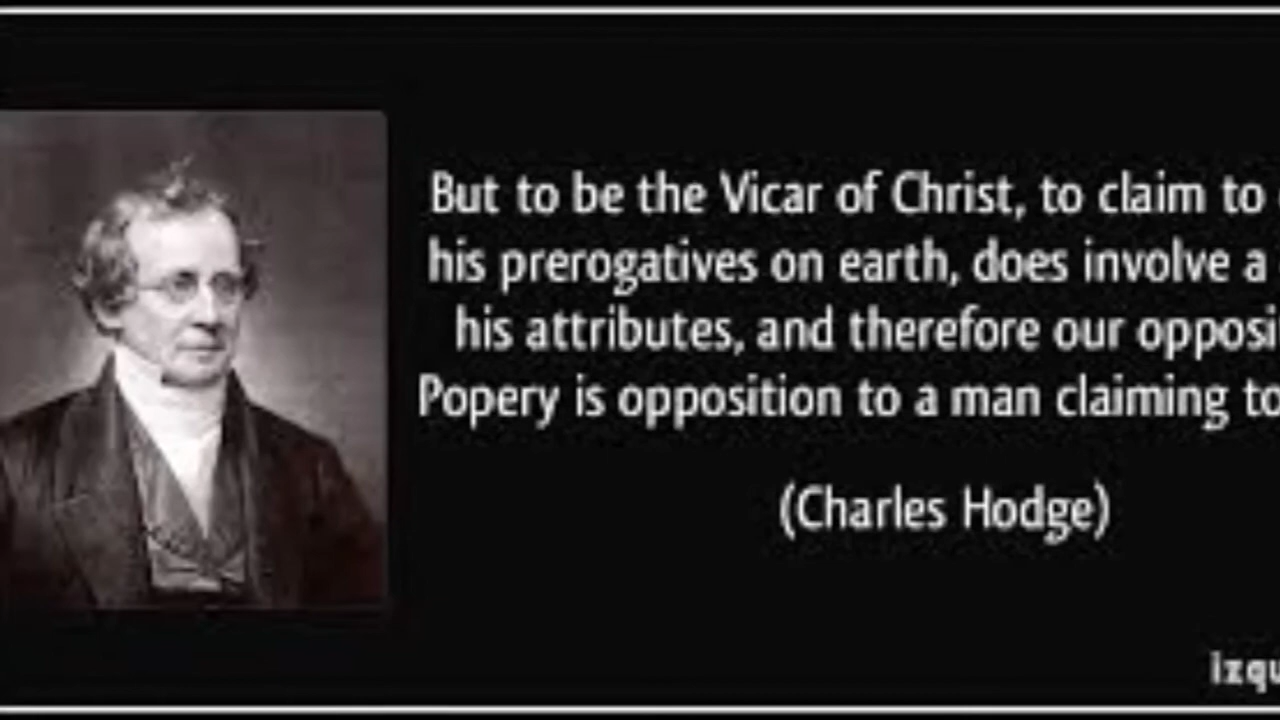 But to be the Vicar of Christ, to claim to
his prerogatives on earth, does involve a
his attributes, and therefore our opposi
Popery is opposition to a man claiming to
(Charles Hodge)
izqu